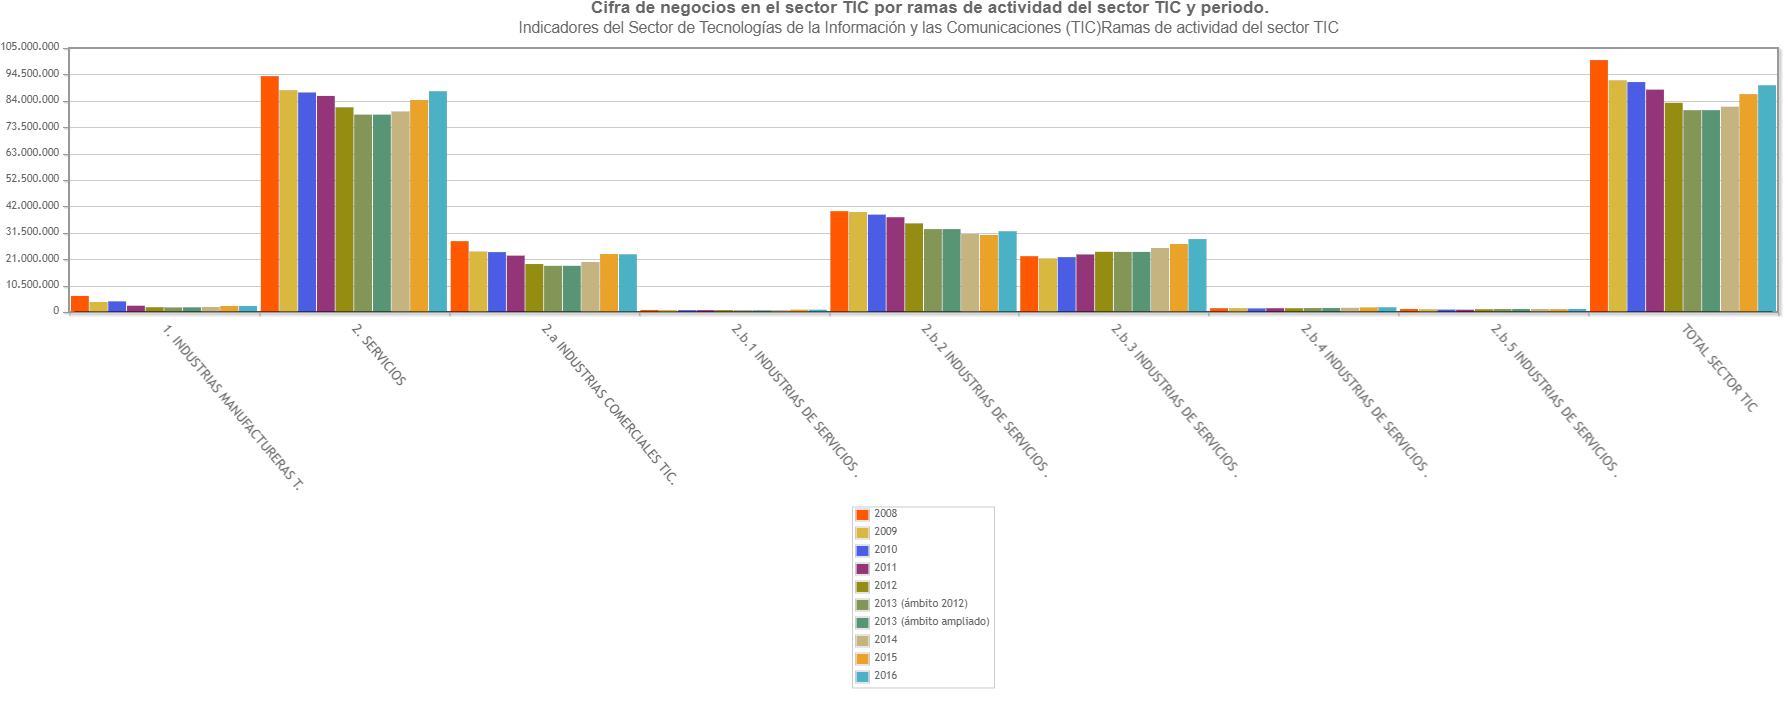 Cifra de negocios en el sector TIC por ramas de actividad del sector TIC y periodo.
Indicadores del Sector de Tecnologías de la Información y las Comunicaciones (TIC)Ramas de actividad del sector TIC
105.000.000
94.500.000
84.000.000
73.500.000
63.000.000
52.500.000
42.000.000
31.500.000
21.000.000
10.500.000
0
1. INDUSTRIAS MANUFACTURERAS T.
2. SERVICIOS
2.a INDUSTRIAS COMERCIALES TIC.
2.b.1 INDUSTRIAS DE SERVICIOS .
2.b.2 INDUSTRIAS DE SERVICIOS .
2.b.3 INDUSTRIAS DE SERVICIOS .
2.b.4 INDUSTRIAS DE SERVICIOS .
2.b.5 INDUSTRIAS DE SERVICIOS .
TOTAL SECTOR TIC
2008
2009
2010
2011
2012
2013 (ámbito 2012)
2013 (ámbito ampliado)
2014
2015
2016